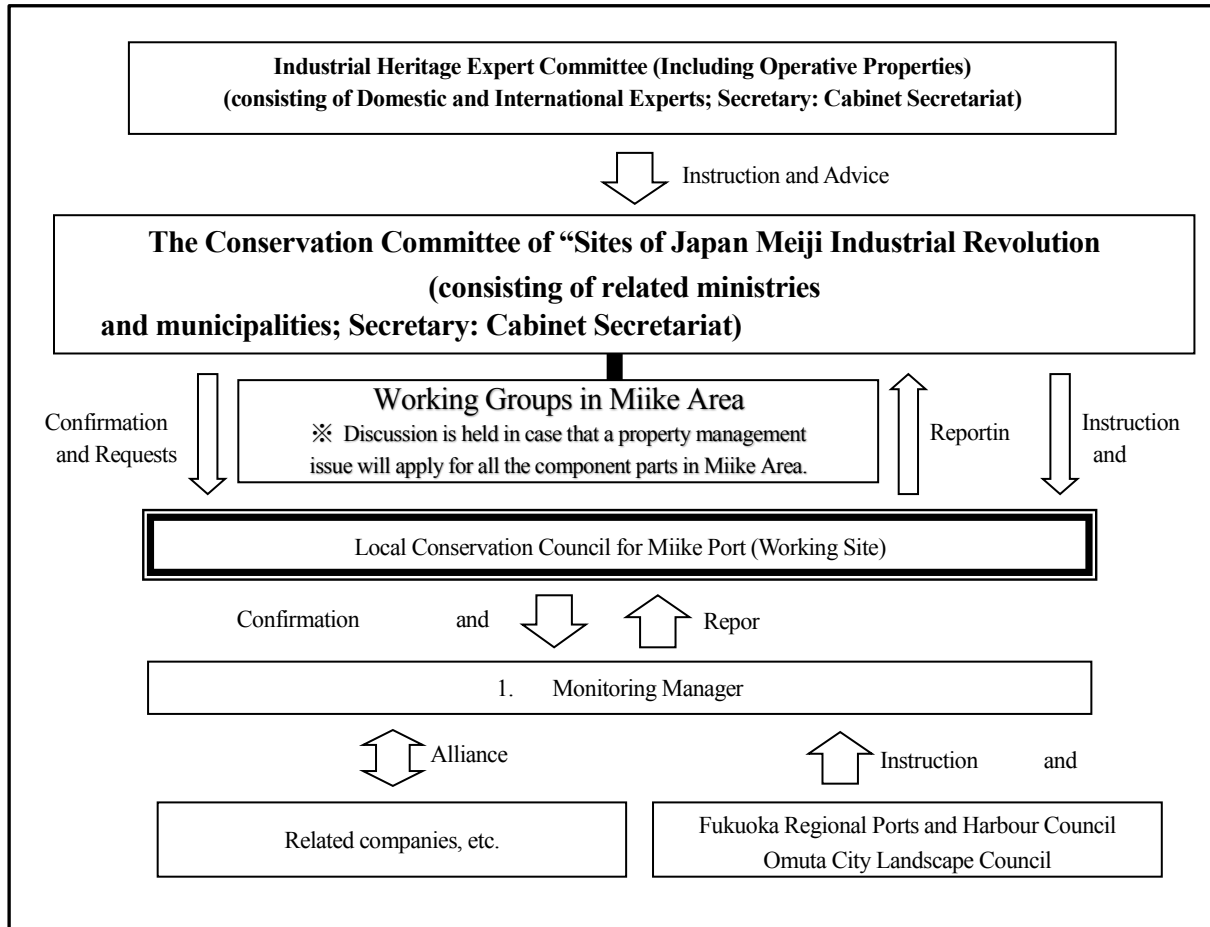 Industrial Heritage Expert Committee (Including Operative Properties)
(consisting of Domestic and International Experts; Secretary: Cabinet Secretariat)
Instruction and Advice
The Conservation Committee of “Sites of Japan Meiji Industrial Revolution
(consisting of related ministries
and municipalities; Secretary: Cabinet Secretariat)
Confirmation
and Requests
Working Groups in Miike Area
※ Discussion is held in case that a property management
issue will apply for all the component parts in Miike Area.
Reportin
Instruction
and
Local Conservation Council for Miike Port (Working Site)
Confirmation and
Repor
1. Monitoring Manager
Alliance
Instruction and
Related companies, etc.
Fukuoka Regional Ports and Harbour Council
Omuta City Landscape Council